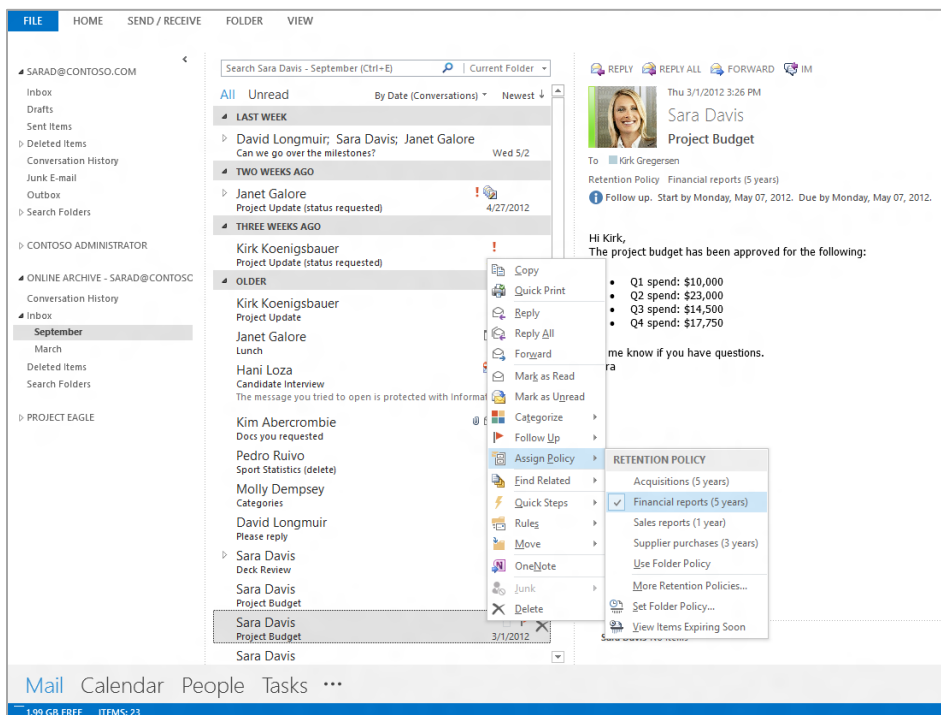 FILE HOME SEND / RECEIVE FOLDER VIEW
SARAD@CONTOSO.COM
Inbox
Drafts
Sent Items
Deleted Items
Conversation History
Junk E-mail
Outbox
Search Folders
CONTOSO ADMINISTRATOR
ONLINE ARCHIVE - SARAD@CONTOSC
Conversation History
Inbox
September
March
Deleted Items
Search Folders
PROJECT EAGLE
Search Sara Davis - September (Ctrl+E) Current Folder
All Unread By Date (Conversations) Newest ↓
LAST WEEK
David Longmuir; Sara Davis; Janet Galore
Can we go over the milestones? Wed 5/2
TWO WEEKS AGO
Janet Galore !
Project Update (status requested) 4/27/2012
THREE WEEKS AGO
Kirk Koenigsbauer !
Project Update (status requested)
OLDER
Kirk Koenigsbauer
Project Update
Janet Galore
Lunch
Hani Loza
Candidate Interview
The message you tried to open is protected with Informat
Kim Abercrombie
Docs you requested
Pedro Ruivo
Sport Statistics (delete)
Molly Dempsey
Categories
David Longmuir
Please reply
Sara Davis
Deck Review
Sara Davis
Project Budget
Sara Davis
Project Budget 3/1/2012
Sara Davis
Copy
Quick Print
Reply
Reply All
Forward
Mark as Read
Mark as Unread
Categorize
Follow Up
Assign Policy
Find Related
Quick Steps
Rules
Move
OneNote
Junk
Delete
RETENTION POLICY
Acquisitions (5 years)
Financial reports (5 years)
Sales reports (1 year)
Supplier purchases (3 years)
Use Folder Policy
More Retention Policies...
Set Folder Policy...
View Items Expiring Soon
REPLY REPLY ALL FORWARD IM
Thu 3/1/2012 3:26 PM
Sara Davis
Project Budget
To Kirk Gregersen
Retention Policy Financial reports (5 years)
Follow up. Start by Monday, May 07, 2012. Due by Monday, May 07, 2012.
Hi Kirk,
The project budget has been approved for the following:
• Q1 spend: $10,000
• Q2 spend: $23,000
• Q3 spend: $14,500
• Q4 spend: $17,750
me know if you have questions.
ra
Mail Calendar People Tasks •••
1.99 GB FREE ITEMS: 23